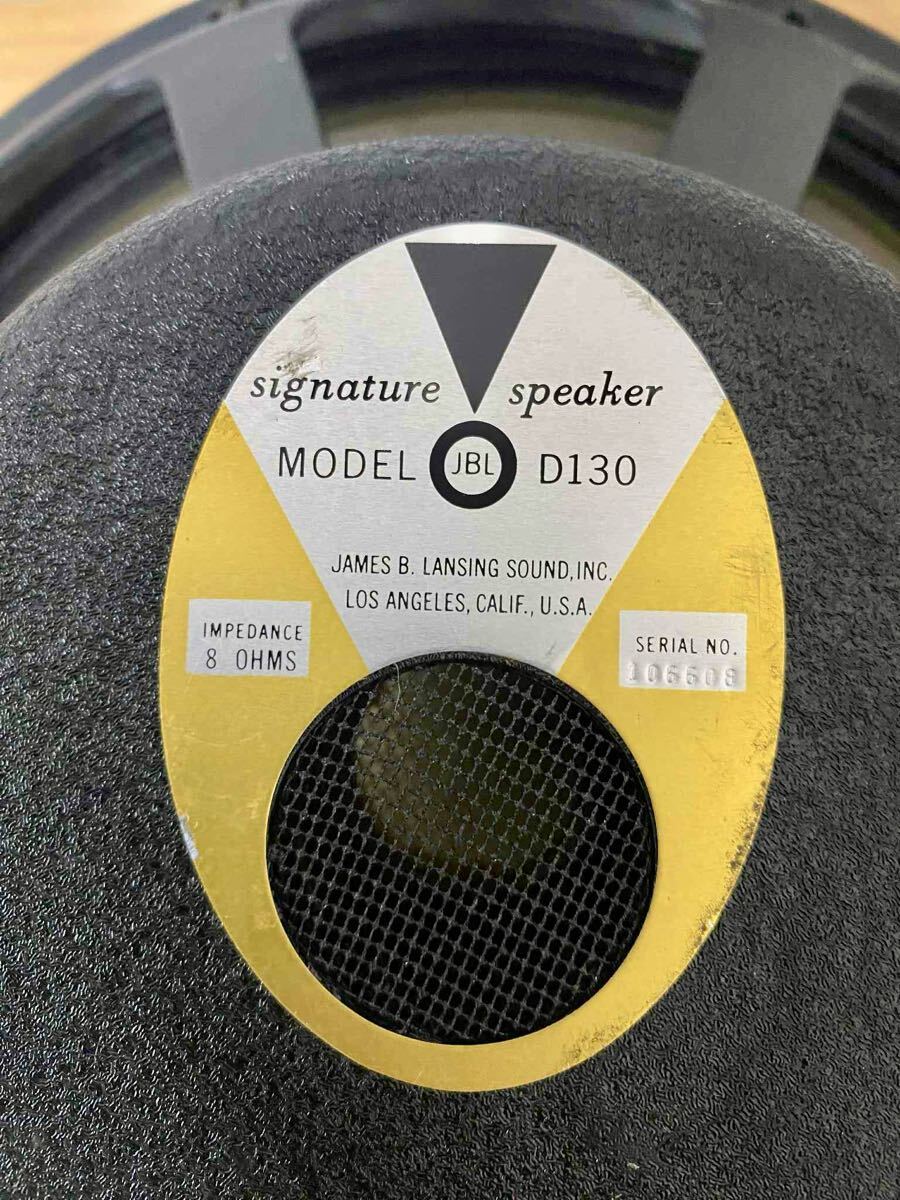 signature speaker
MODEL JBL D130
JAMES B. LANSING SOUND, INC.
LOS ANGELES, CALIF., U.S.A.
IMPEDANCE
8 OHMS
SERIAL NO.
106608